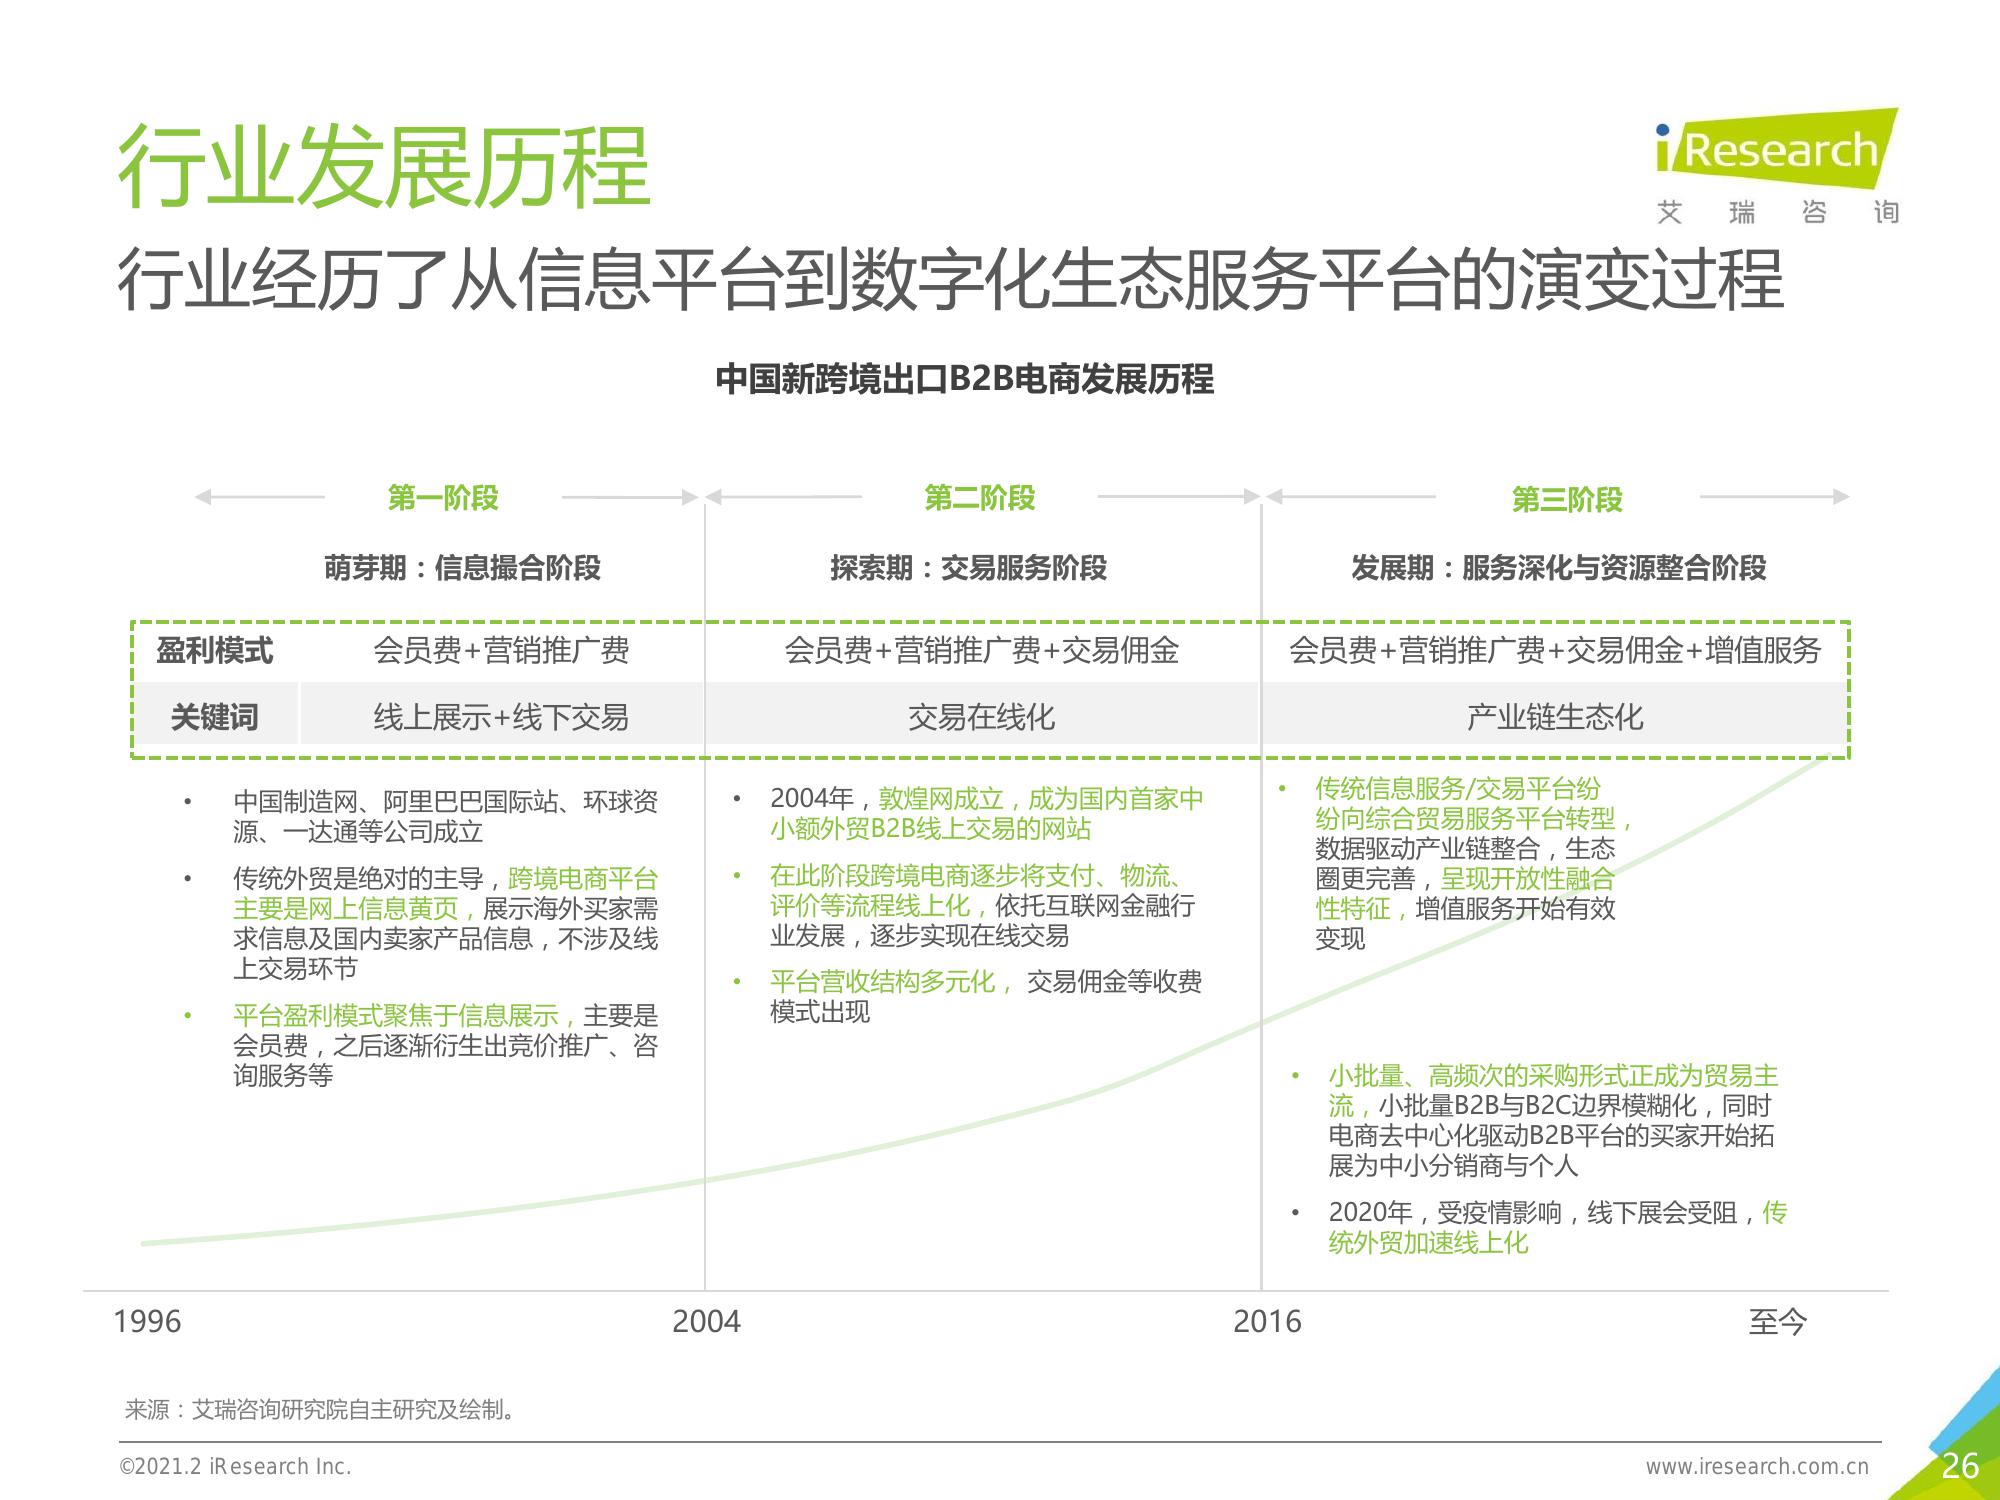 行业发展历程
iResearch
艾瑞咨询
行业经历了从信息平台到数字化生态服务平台的演变过程
中国新跨境出口B2B电商发展历程
第一阶段
第二阶段
第三阶段
萌芽期：信息撮合阶段
探索期：交易服务阶段
发展期：服务深化与资源整合阶段
盈利模式
会员费+营销推广费
会员费+营销推广费+交易佣金
会员费+营销推广费+交易佣金+增值服务
关键词
线上展示+线下交易
交易在线化
产业链生态化
• 中国制造网、阿里巴巴国际站、环球资
源、一达通等公司成立
• 传统外贸是绝对的主导，跨境电商平台
主要是网上信息黄页，展示海外买家需
求信息及国内卖家产品信息，不涉及线
上交易环节
• 平台盈利模式聚焦于信息展示，主要是
会员费，之后逐渐衍生出竞价推广、咨
询服务等
• 2004年，敦煌网成立，成为国内首家中
小额外贸B2B线上交易的网站
• 在此阶段跨境电商逐步将支付、物流、
评价等流程线上化，依托互联网金融行
业发展，逐步实现在线交易
• 平台营收结构多元化， 交易佣金等收费
模式出现
• 传统信息服务/交易平台纷
纷向综合贸易服务平台转型，
数据驱动产业链整合，生态
圈更完善，呈现开放性融合
性特征，增值服务开始有效
变现
• 小批量、高频次的采购形式正成为贸易主
流，小批量B2B与B2C边界模糊化，同时
电商去中心化驱动B2B平台的买家开始拓
展为中小分销商与个人
• 2020年，受疫情影响，线下展会受阻，传
统外贸加速线上化
1996
2004
2016
至今
来源：艾瑞咨询研究院自主研究及绘制。
©2021.2 iResearch Inc.
www.iresearch.com.cn
26